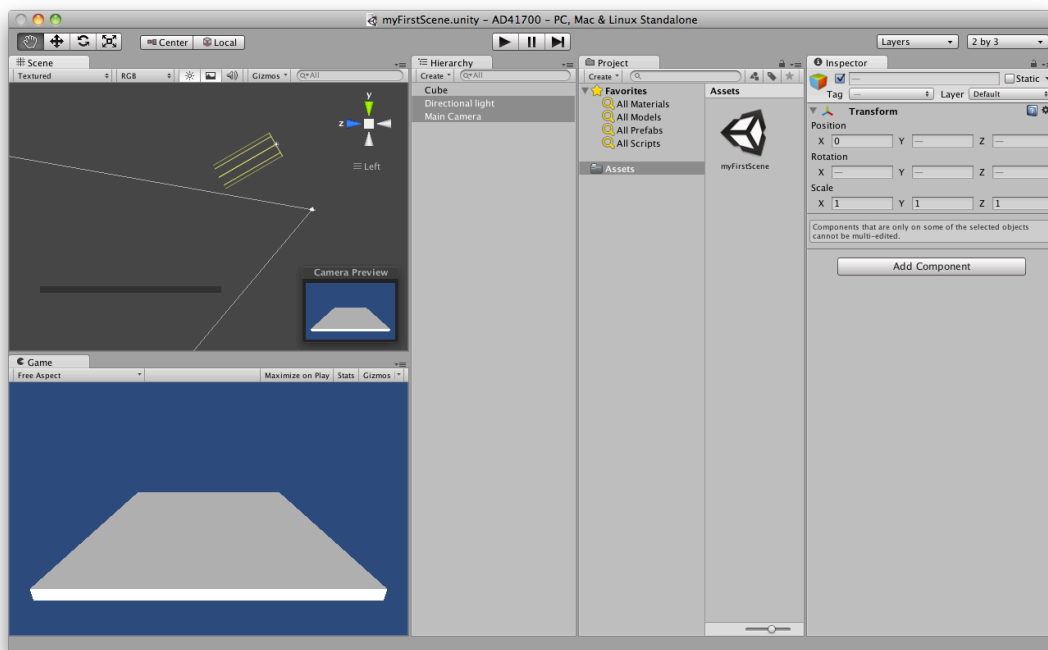 myFirstScene.unity - AD41700 - PC, Mac & Linux Standalone
Center Local Layers 2 by 3
Scene
Textured RGB Gizmos All
y
z
Left
Camera Preview
Game
Free Aspect Maximize on Play Stats Gizmos
Hierarchy
Create All
Cube
Directional light
Main Camera
Project
Create
Favorites
All Materials
All Models
All Prefabs
All Scripts
Assets
Assets
myFirstScene
Inspector
— Static
Tag — Layer Default
Transform
Position
X 0 Y — Z —
Rotation
X — Y — Z —
Scale
X 1 Y 1 Z 1
Components that are only on some of the selected objects
cannot be multi-edited.
Add Component